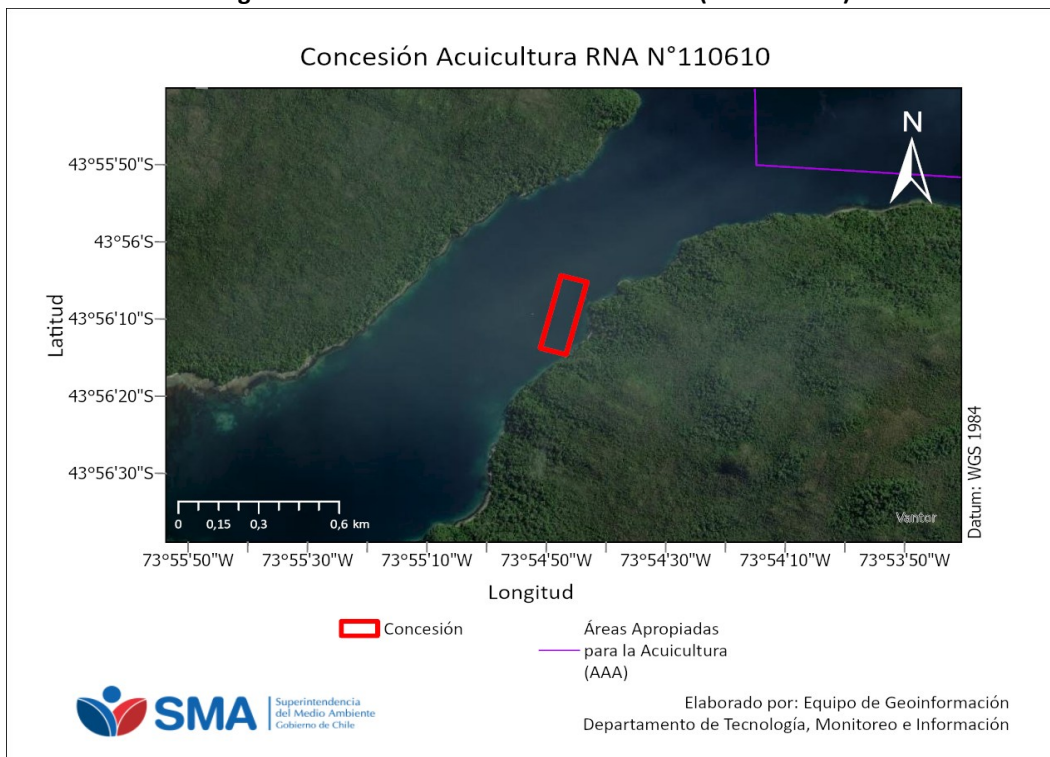 Concesión Acuicultura RNA N°110610
N
43°55'50"S
43°56'S
43°56'10"S
43°56'20"S
43°56'30"S
Latitud
Datum: WGS 1984
0 0,15 0,3 0,6 km
Vantor
73°55'50"W 73°55'30"W 73°55'10"W 73°54'50"W 73°54'30"W 73°54'10"W 73°53'50"W
Longitud
Concesión
Áreas Apropiadas
para la Acuicultura
(AAA)
SMA
Superintendencia
del Medio Ambiente
Gobierno de Chile
Elaborado por: Equipo de Geoinformación
Departamento de Tecnología, Monitoreo e Información